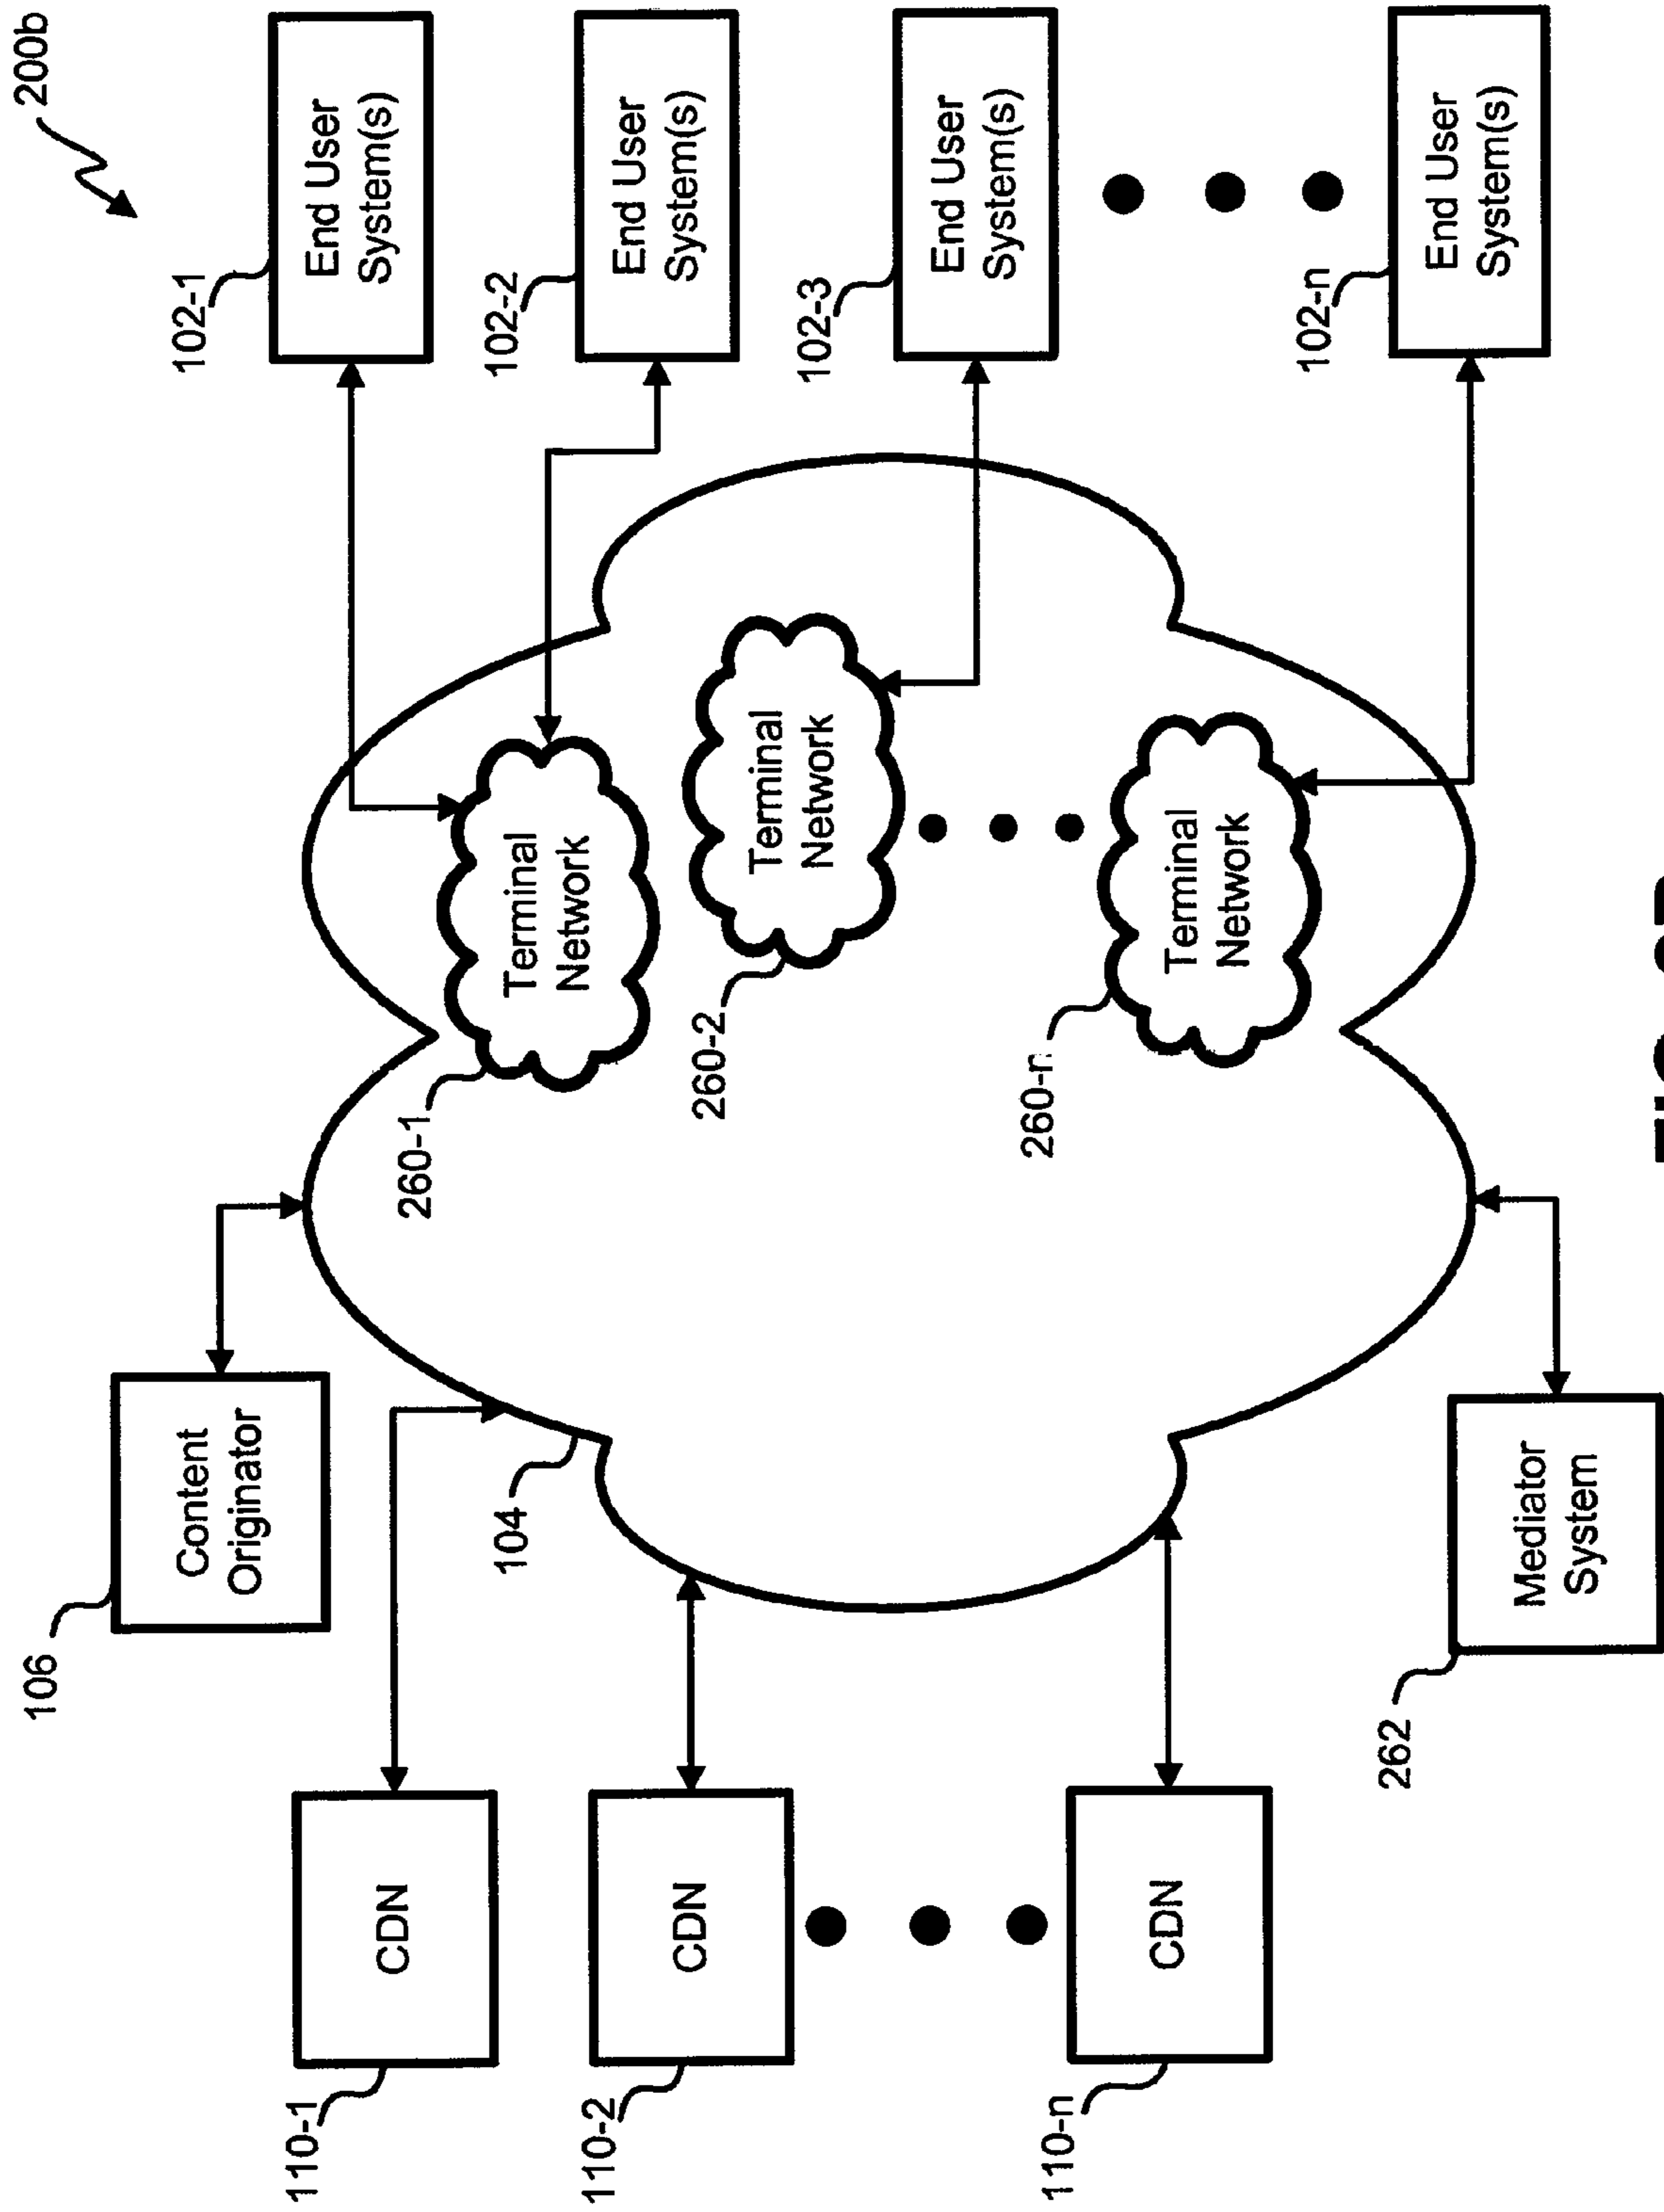 200b
106
Content
Originator
102-1
End User
System(s)
110-1
CDN
104
260-1
Terminal
Network
102-2
End User
System(s)
110-2
CDN
260-2
Terminal
Network
102-3
End User
System(s)
110-n
CDN
260-n
Terminal
Network
102-n
End User
System(s)
262
Mediator
System